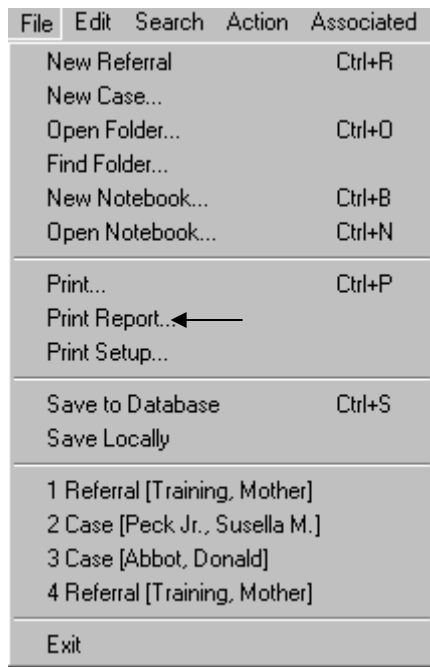 File Edit Search Action Associated
New Referral Ctrl+R
New Case...
Open Folder... Ctrl+O
Find Folder...
New Notebook... Ctrl+B
Open Notebook... Ctrl+N
Print... Ctrl+P
Print Report...
Print Setup...
Save to Database Ctrl+S
Save Locally
1 Referral [Training, Mother]
2 Case [Peck Jr., Susella M.]
3 Case [Abbot, Donald]
4 Referral [Training, Mother]
Exit